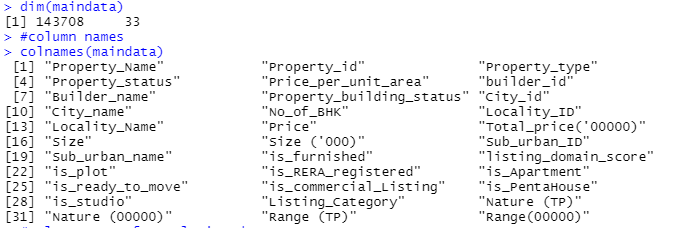 > dim(maindata)
[1] 143708     33
> #column names
> colnames(maindata)
 [1] "Property_Name"            "Property_id"              "Property_type"
 [4] "Property_status"          "Price_per_unit_area"      "builder_id"
 [7] "Builder_name"             "Property_building_status" "City_id"
[10] "City_name"                "No_of_BHK"                "Locality_ID"
[13] "Locality_Name"            "Price"                    "Total_price('00000)"
[16] "Size"                     "Size ('000)"              "Sub_urban_ID"
[19] "Sub_urban_name"           "is_furnished"             "listing_domain_score"
[22] "is_plot"                  "is_RERA_registered"       "is_Apartment"
[25] "is_ready_to_move"         "is_commercial_Listing"    "is_PentaHouse"
[28] "is_studio"                "Listing_Category"         "Nature (TP)"
[31] "Nature (00000)"           "Range (TP)"               "Range(00000)"